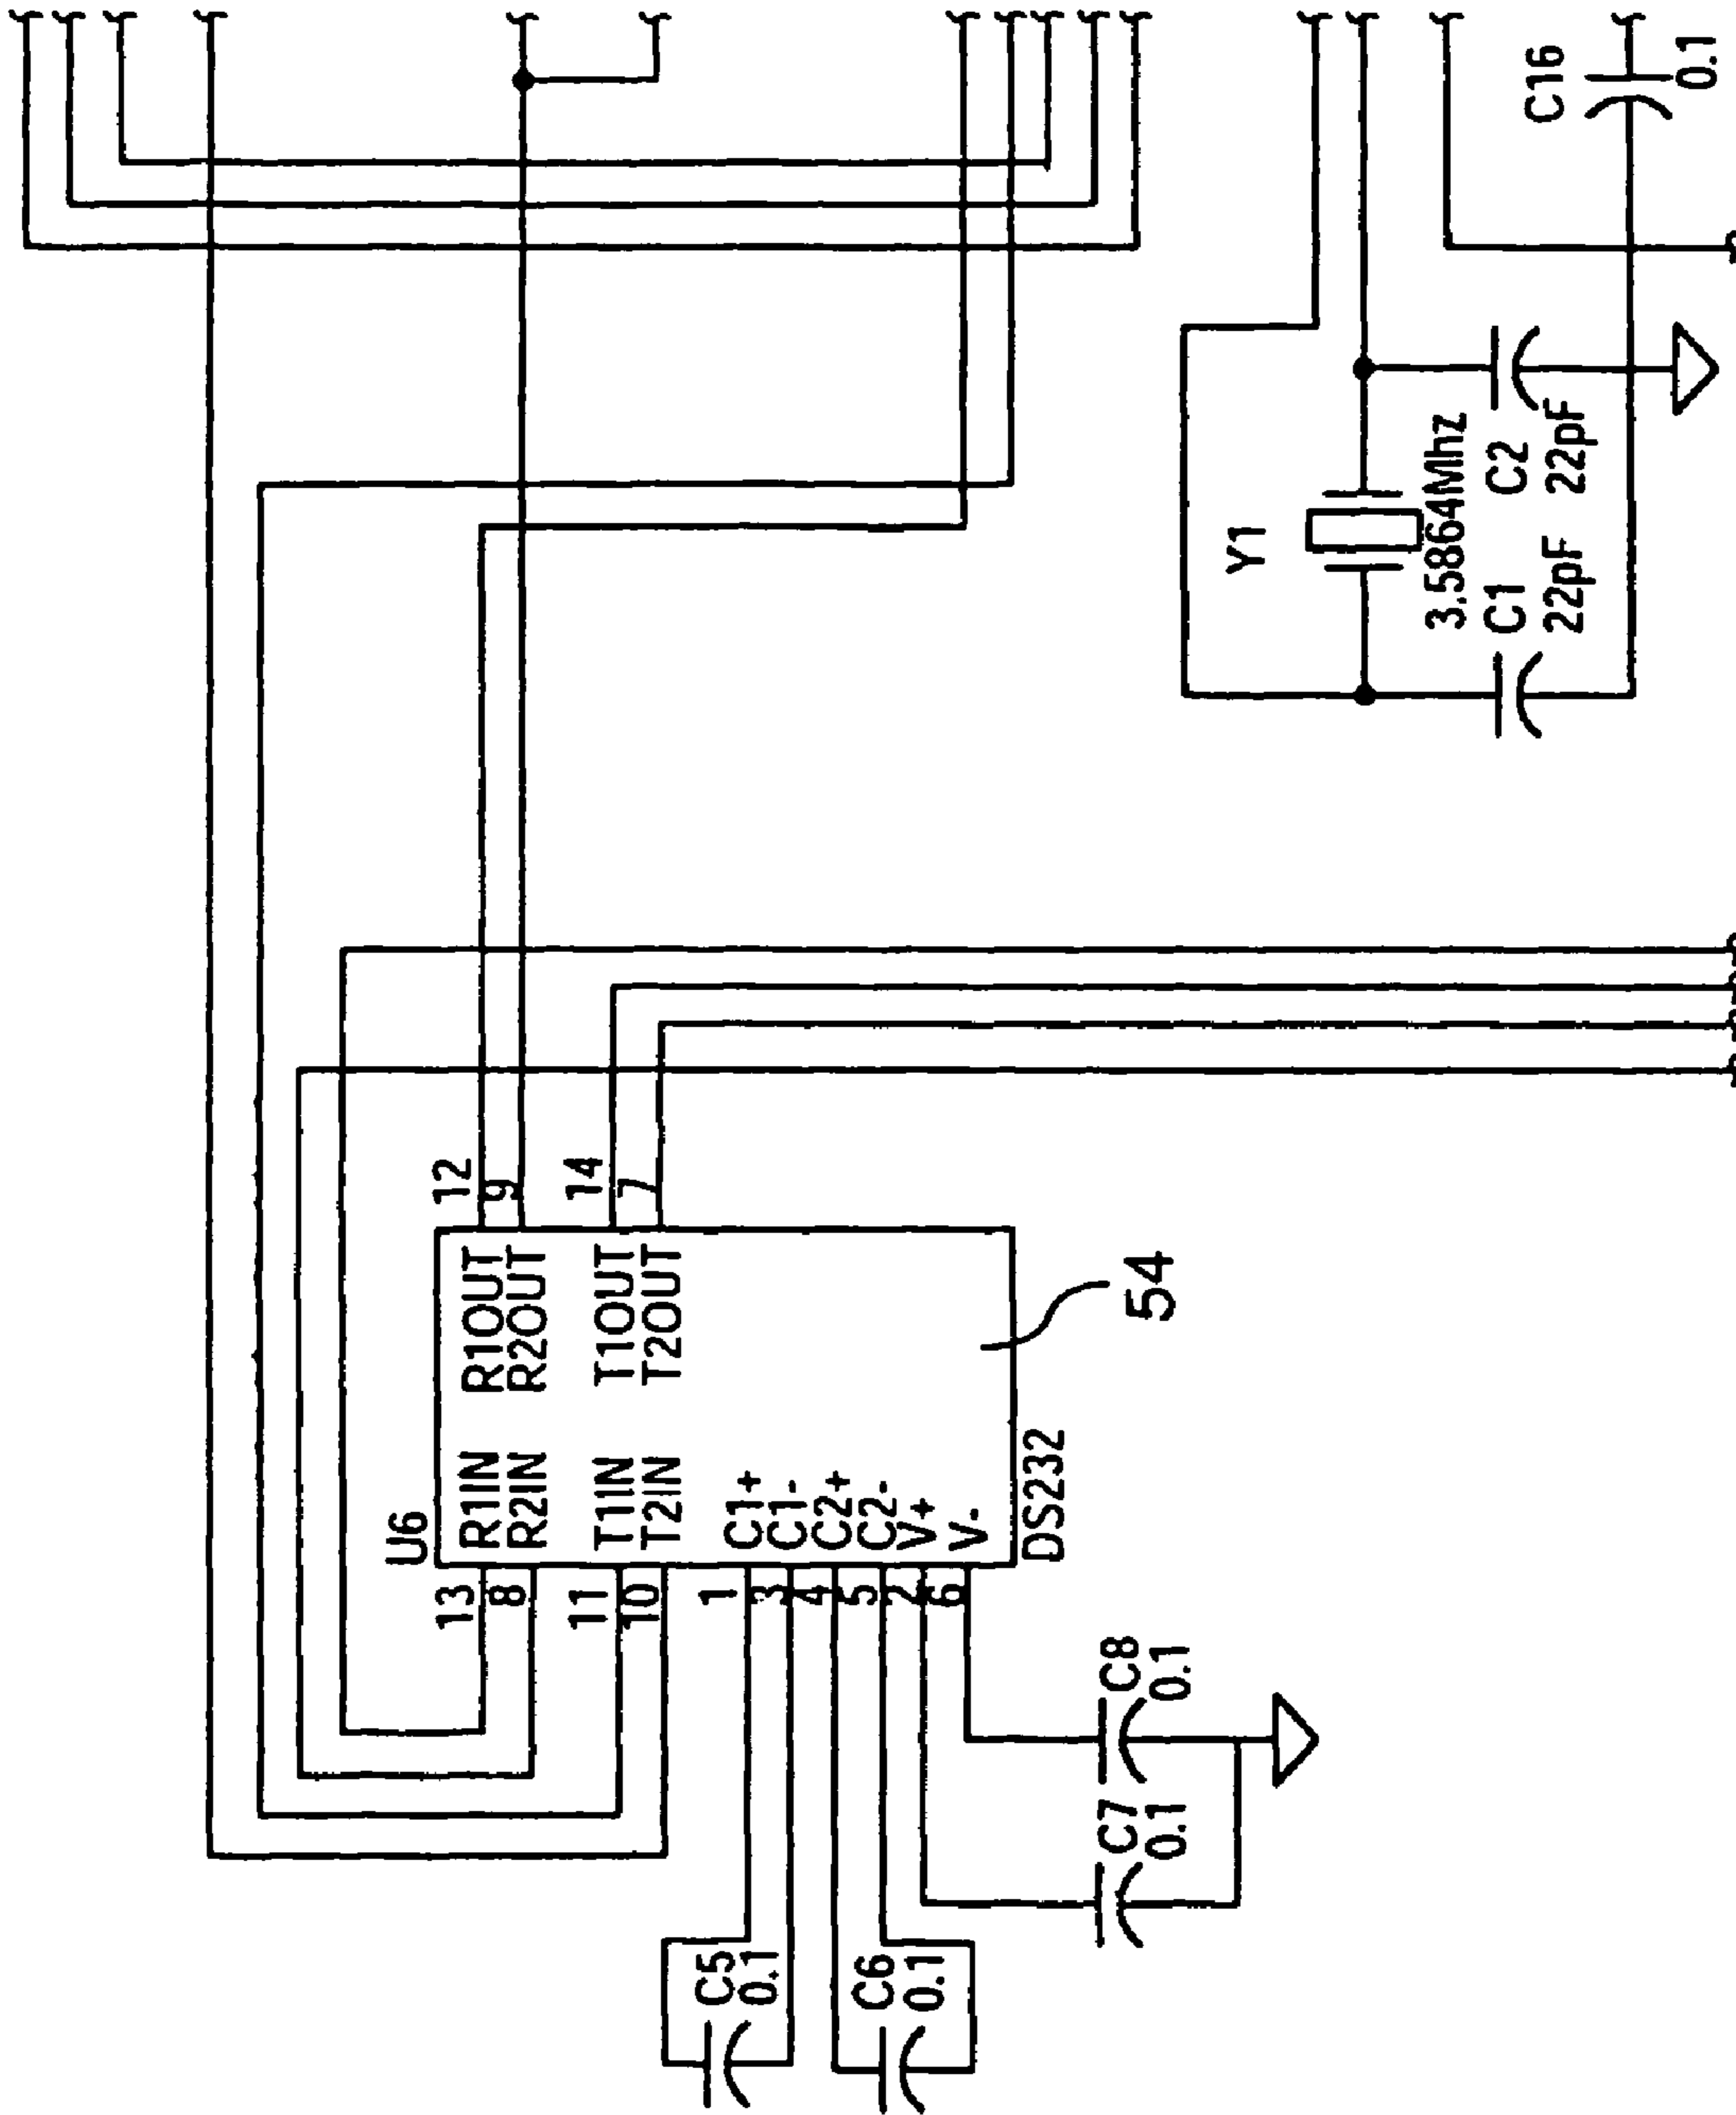 U6
13
R1IN
R1OUT
12
8
R2IN
R2OUT
9
11
T1IN
T1OUT
14
10
T2IN
T2OUT
7
1
C1+
3
C1-
4
C2+
5
C2-
2
V+
6
V-
DS232
54
C5
0.1
C6
0.1
C7
0.1
C8
0.1
Y1
3.5864Mhz
C1
22pF
C2
22pF
C16
0.1